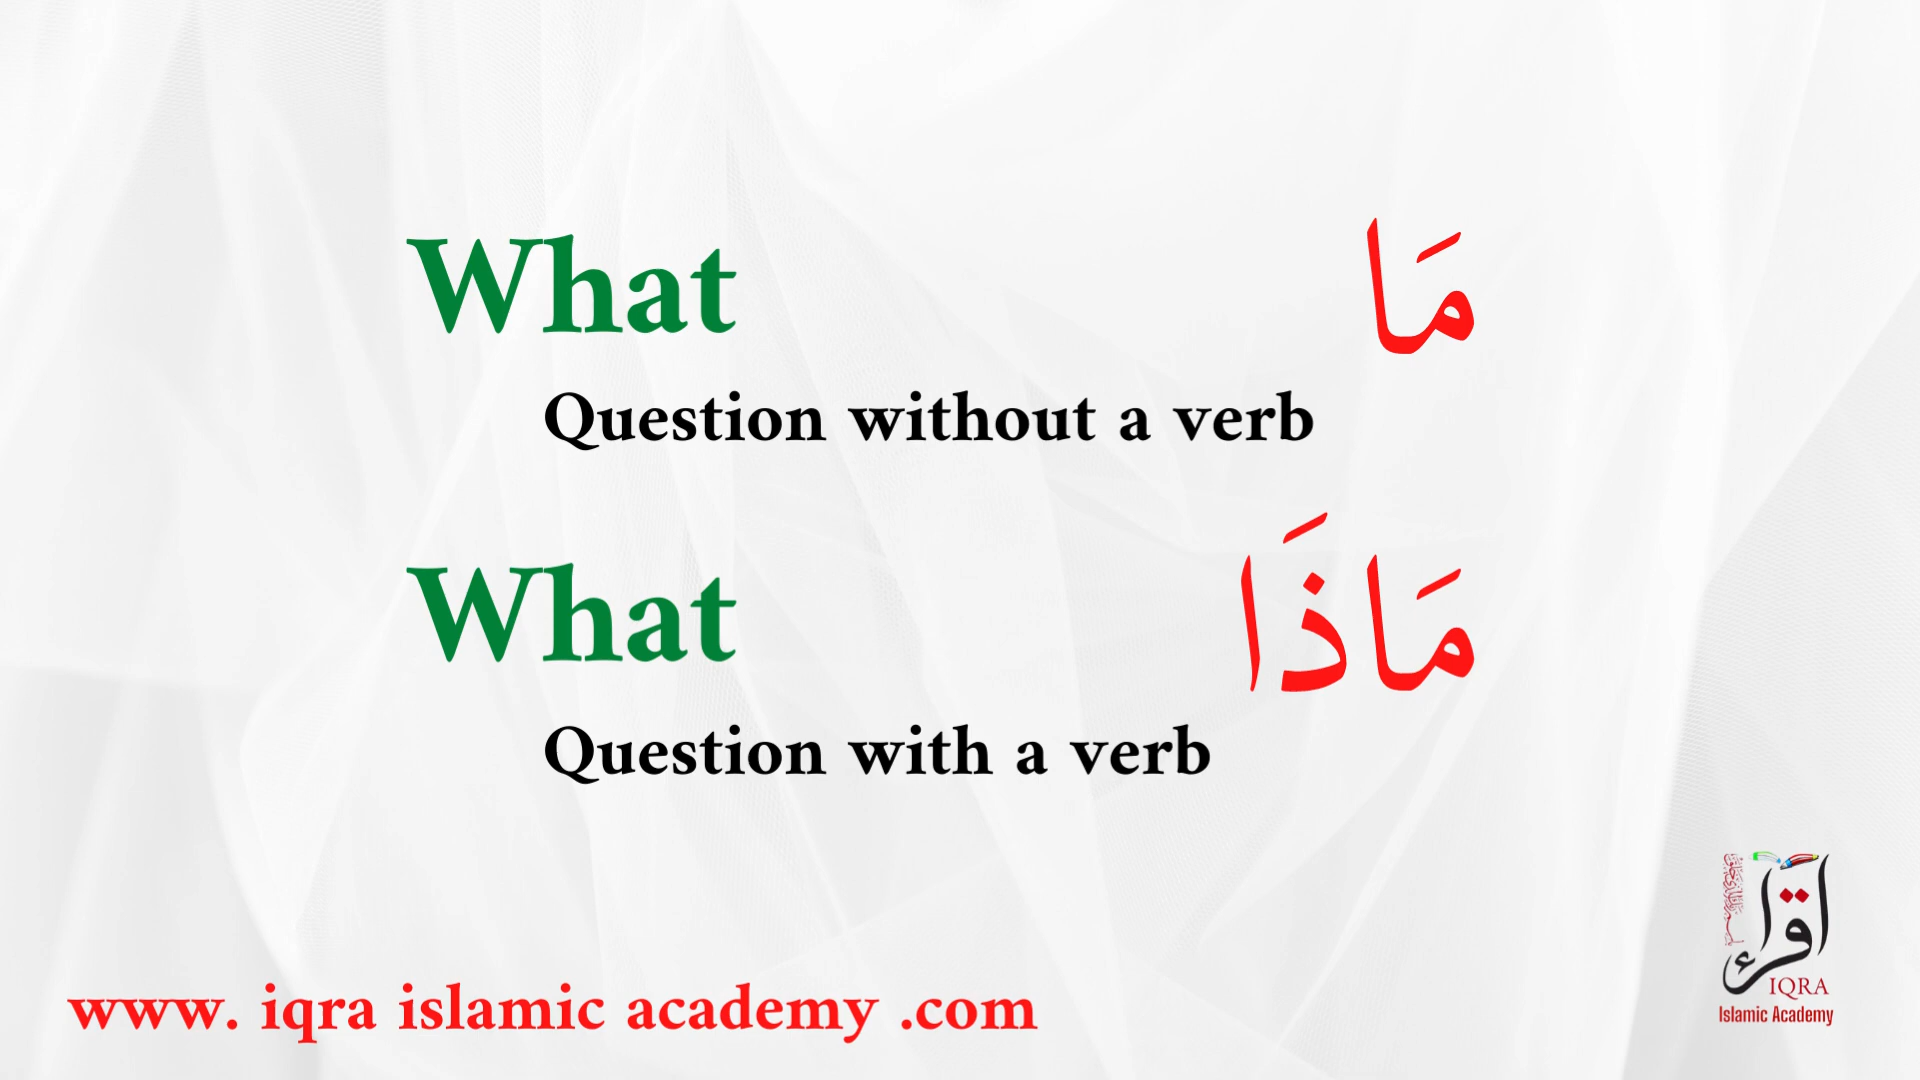 What مَا
Question without a verb
What مَاذَا
Question with a verb
www. iqra islamic academy .com
اقرأ
IQRA
Islamic Academy